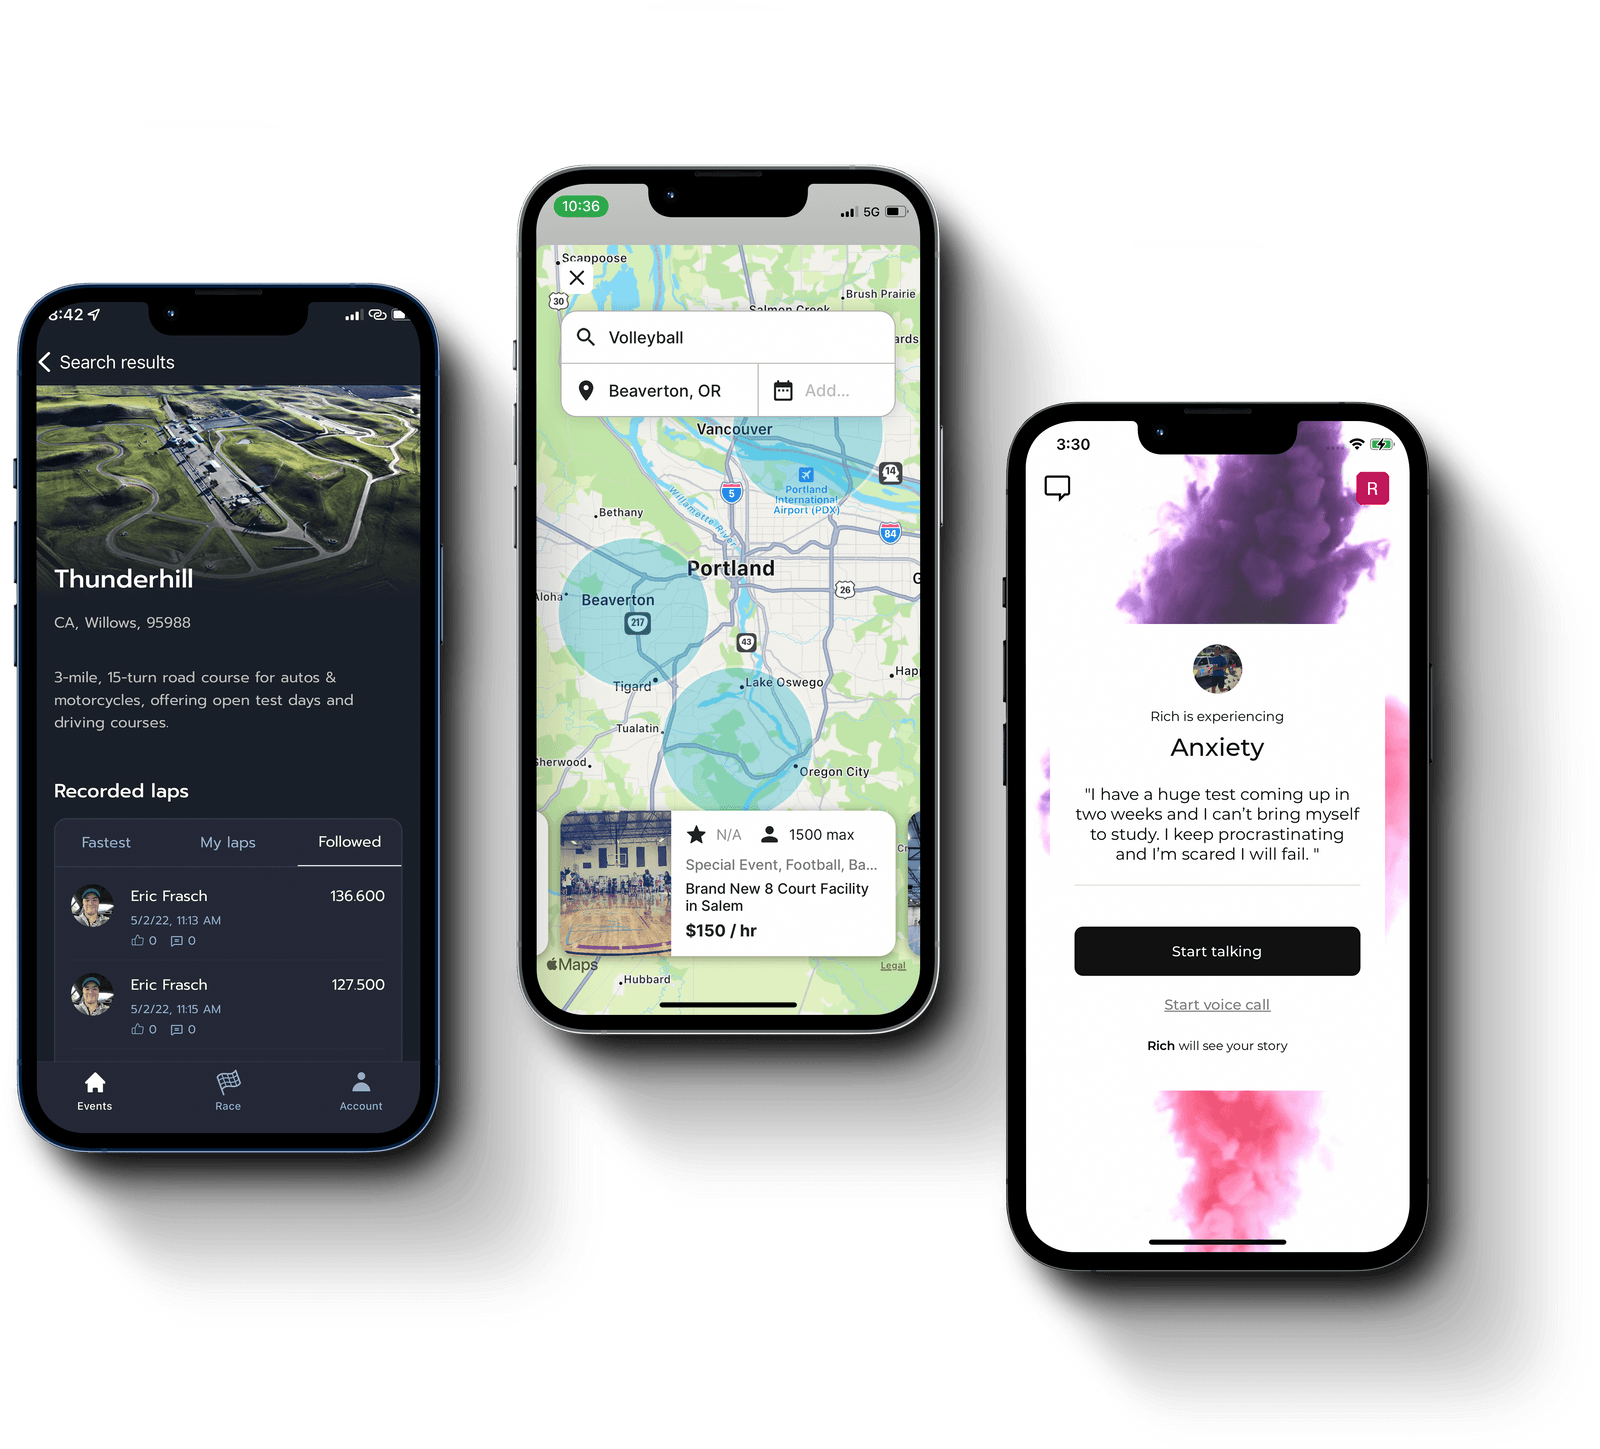 8:42
Search results
Thunderhill
CA, Willows, 95988
3-mile, 15-turn road course for autos &
motorcycles, offering open test days and
driving courses.
Recorded laps
Fastest My laps Followed
Eric Frasch 136.600
5/2/22, 11:13 AM
0 0
Eric Frasch 127.500
5/2/22, 11:15 AM
0 0
Events Race Account
10:36 5G
Scappoose
30
Brush Prairie
Salmon Creek
Volleyball
ards
Beaverton, OR Add...
Vancouver
14
5
Portland
International
Airport (PDX)
Willamette River
Bethany
84
Portland
26
Aloha
Beaverton
217
43
Tigard
Lake Oswego
Hap
Tualatin
Sherwood
Oregon City
N/A 1500 max
Special Event, Football, Ba...
Brand New 8 Court Facility
in Salem
$150 / hr
Maps
Legal
Hubbard
3:30
R
Rich is experiencing
Anxiety
"I have a huge test coming up in
two weeks and I can't bring myself
to study. I keep procrastinating
and I'm scared I will fail. "
Start talking
Start voice call
Rich will see your story